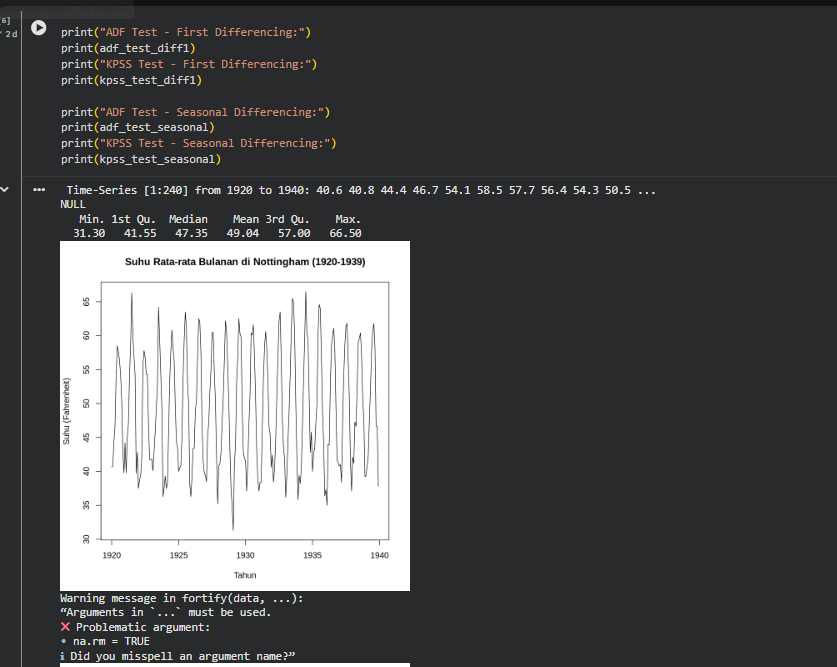 [6]
✓ 2 d
print("ADF Test - First Differencing:")
print(adf_test_diff1)
print("KPSS Test - First Differencing:")
print(kpss_test_diff1)
print("ADF Test - Seasonal Differencing:")
print(adf_test_seasonal)
print("KPSS Test - Seasonal Differencing:")
print(kpss_test_seasonal)
Time-Series [1:240] from 1920 to 1940: 40.6 40.8 44.4 46.7 54.1 58.5 57.7 56.4 54.3 50.5 ...
NULL
Min. 1st Qu. Median Mean 3rd Qu. Max.
31.30 41.55 47.35 49.04 57.00 66.50
Suhu Rata-rata Bulanan di Nottingham (1920-1939)
Suhu (Fahrenheit)
65
60
55
50
45
40
35
30
1920 1925 1930 1935 1940
Tahun
Warning message in fortify(data, ...):
“Arguments in `...` must be used.
✖ Problematic argument:
• na.rm = TRUE
ℹ Did you misspell an argument name?”